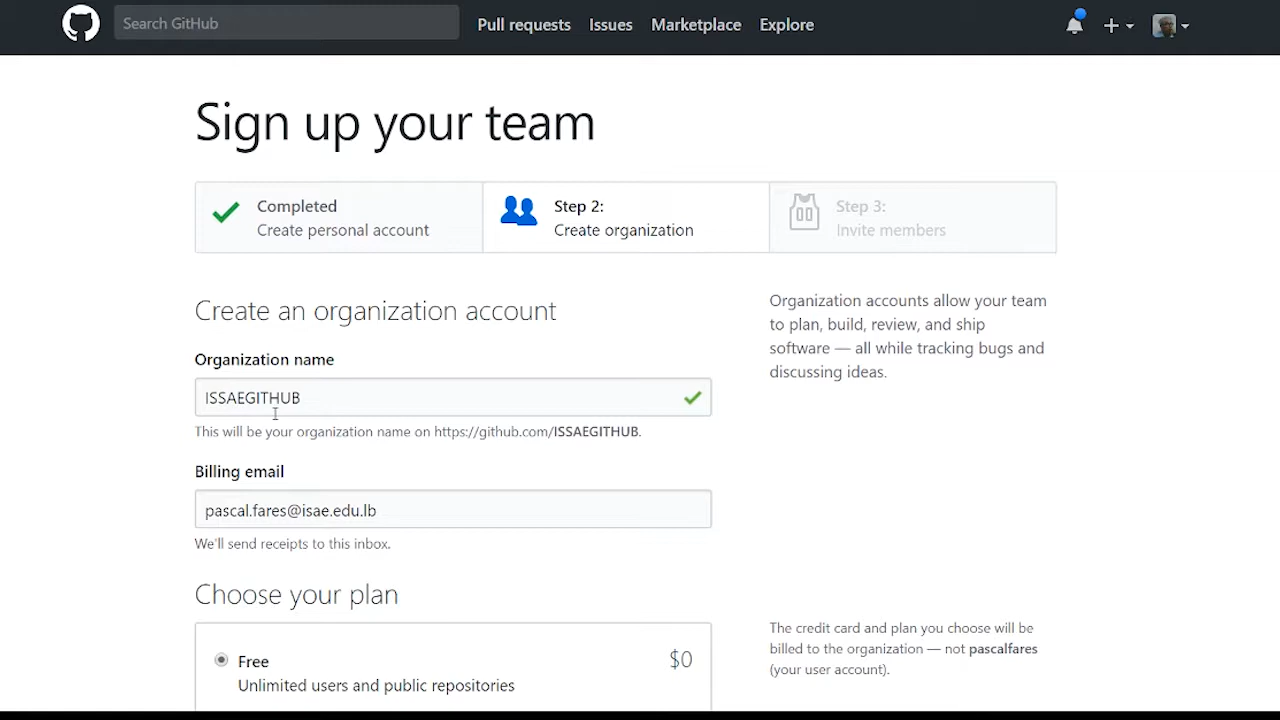 Search GitHub Pull requests Issues Marketplace Explore
Sign up your team
Completed
Create personal account
Step 2:
Create organization
Step 3:
Invite members
Create an organization account
Organization name
ISSAEGITHUB
This will be your organization name on https://github.com/ISSAEGITHUB.
Billing email
pascal.fares@isae.edu.lb
We'll send receipts to this inbox.
Organization accounts allow your team
to plan, build, review, and ship
software — all while tracking bugs and
discussing ideas.
Choose your plan
Free $0
Unlimited users and public repositories
The credit card and plan you choose will be
billed to the organization — not pascalfares
(your user account).